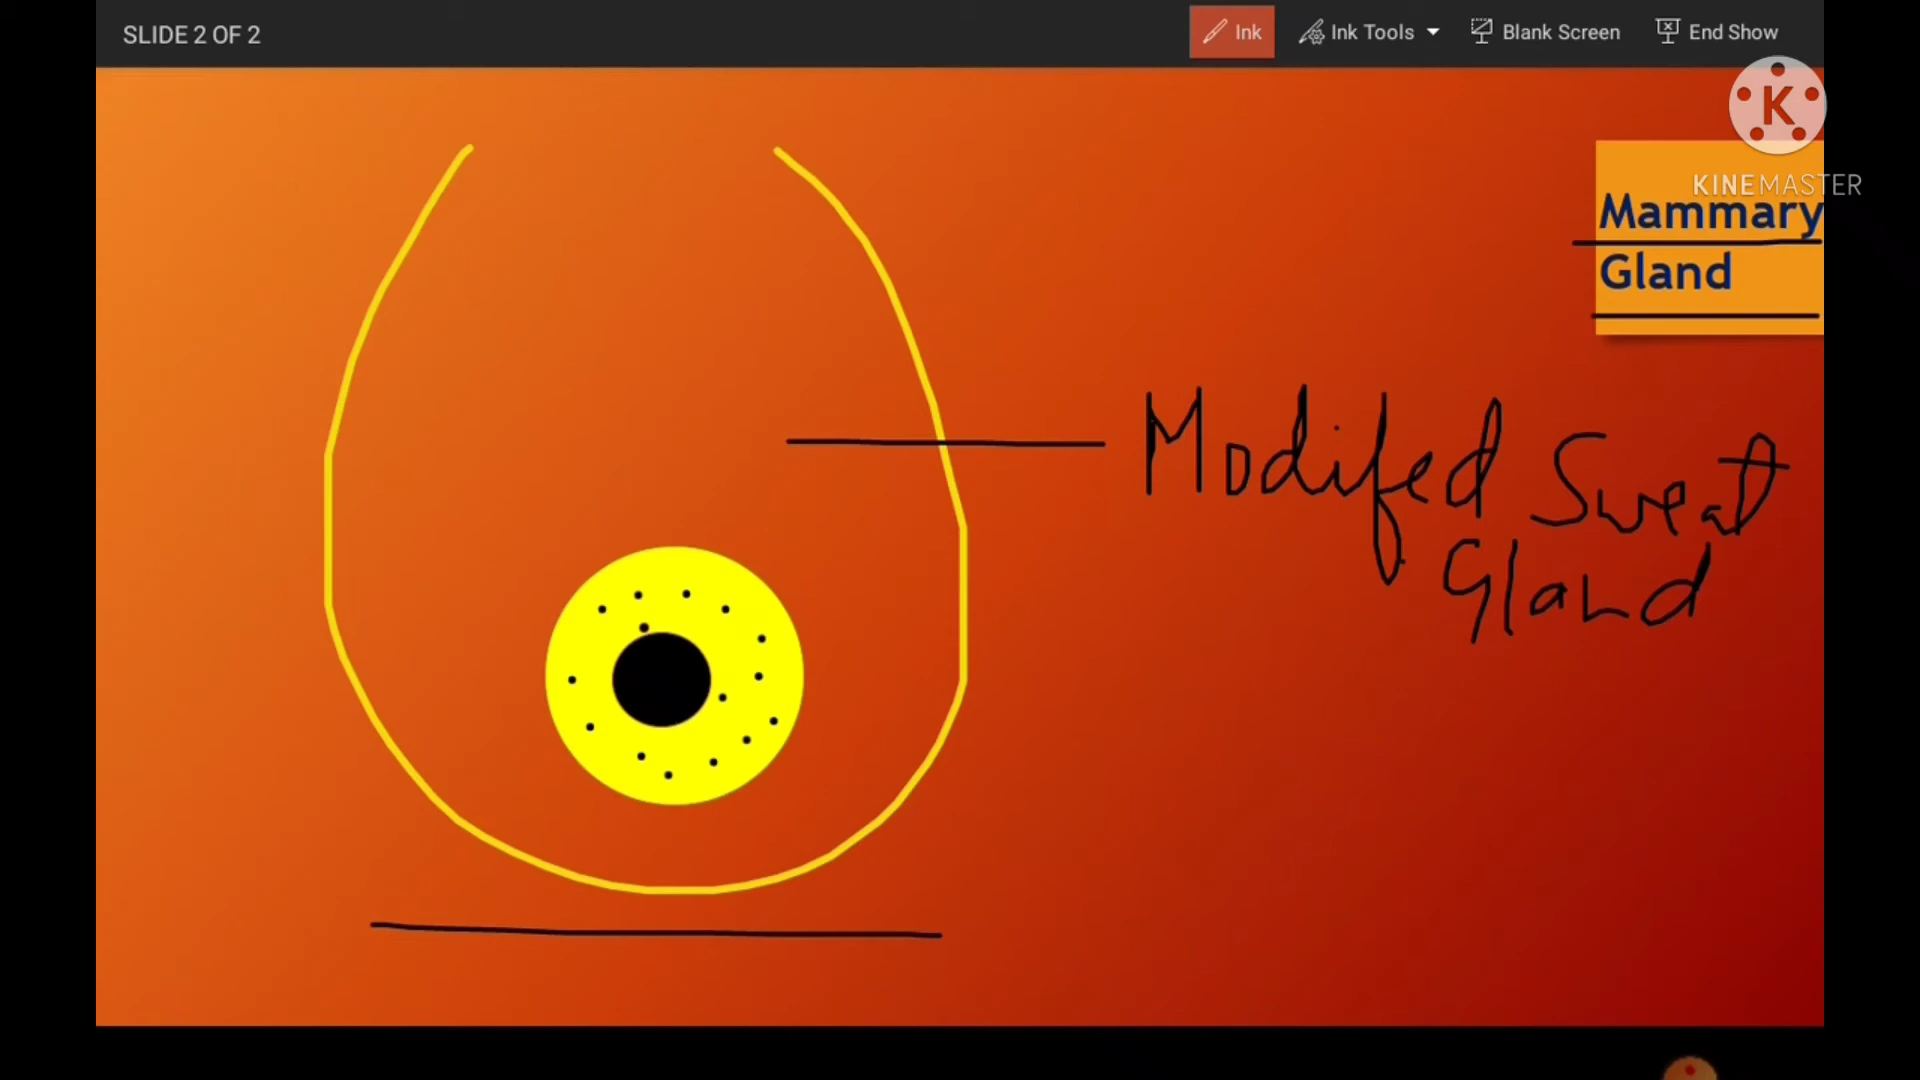 SLIDE 2 OF 2
Ink
Ink Tools
Blank Screen
End Show
K
KINEMASTER
Mammary
Gland
Modifed Sweat
Gland